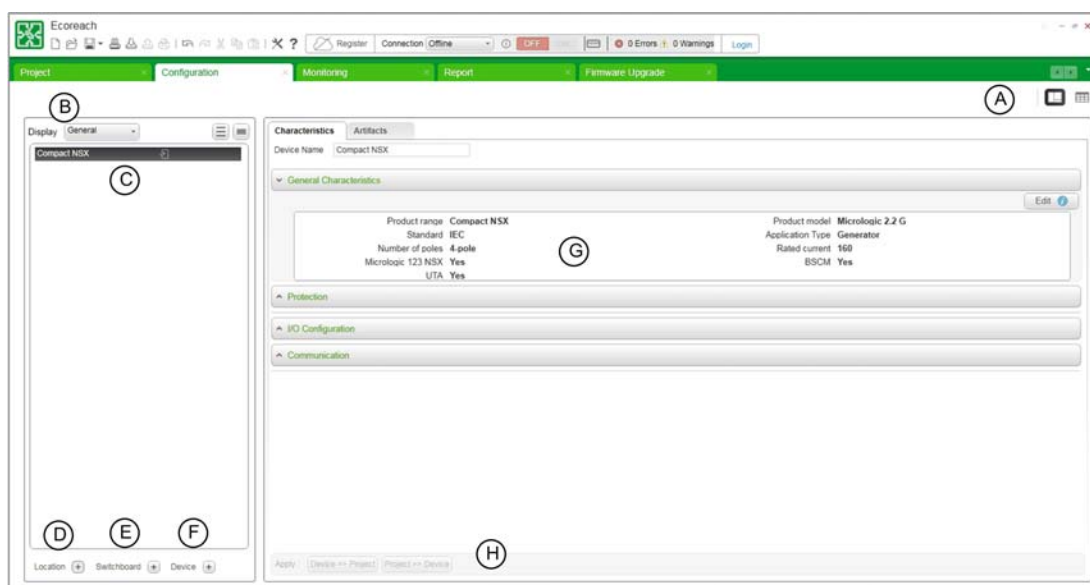 Ecoreach
? Register Connection Offline OFF 0 Errors 0 Warnings Login
Project Configuration Monitoring Report Firmware Upgrade
A
B
Display General
Characteristics Artifacts
Device Name Compact NSX
Compact NSX
C
General Characteristics
Edit
Product range Compact NSX Product model Micrologic 2.2 G
Standard IEC Application Type Generator
Number of poles 4-pole Rated current 160
Micrologic 123 NSX Yes BSCM Yes
UTA Yes
G
Protection
I/O Configuration
Communication
D E F
H
Location + Switchboard + Device +
Apply Device >> Project Project >> Device